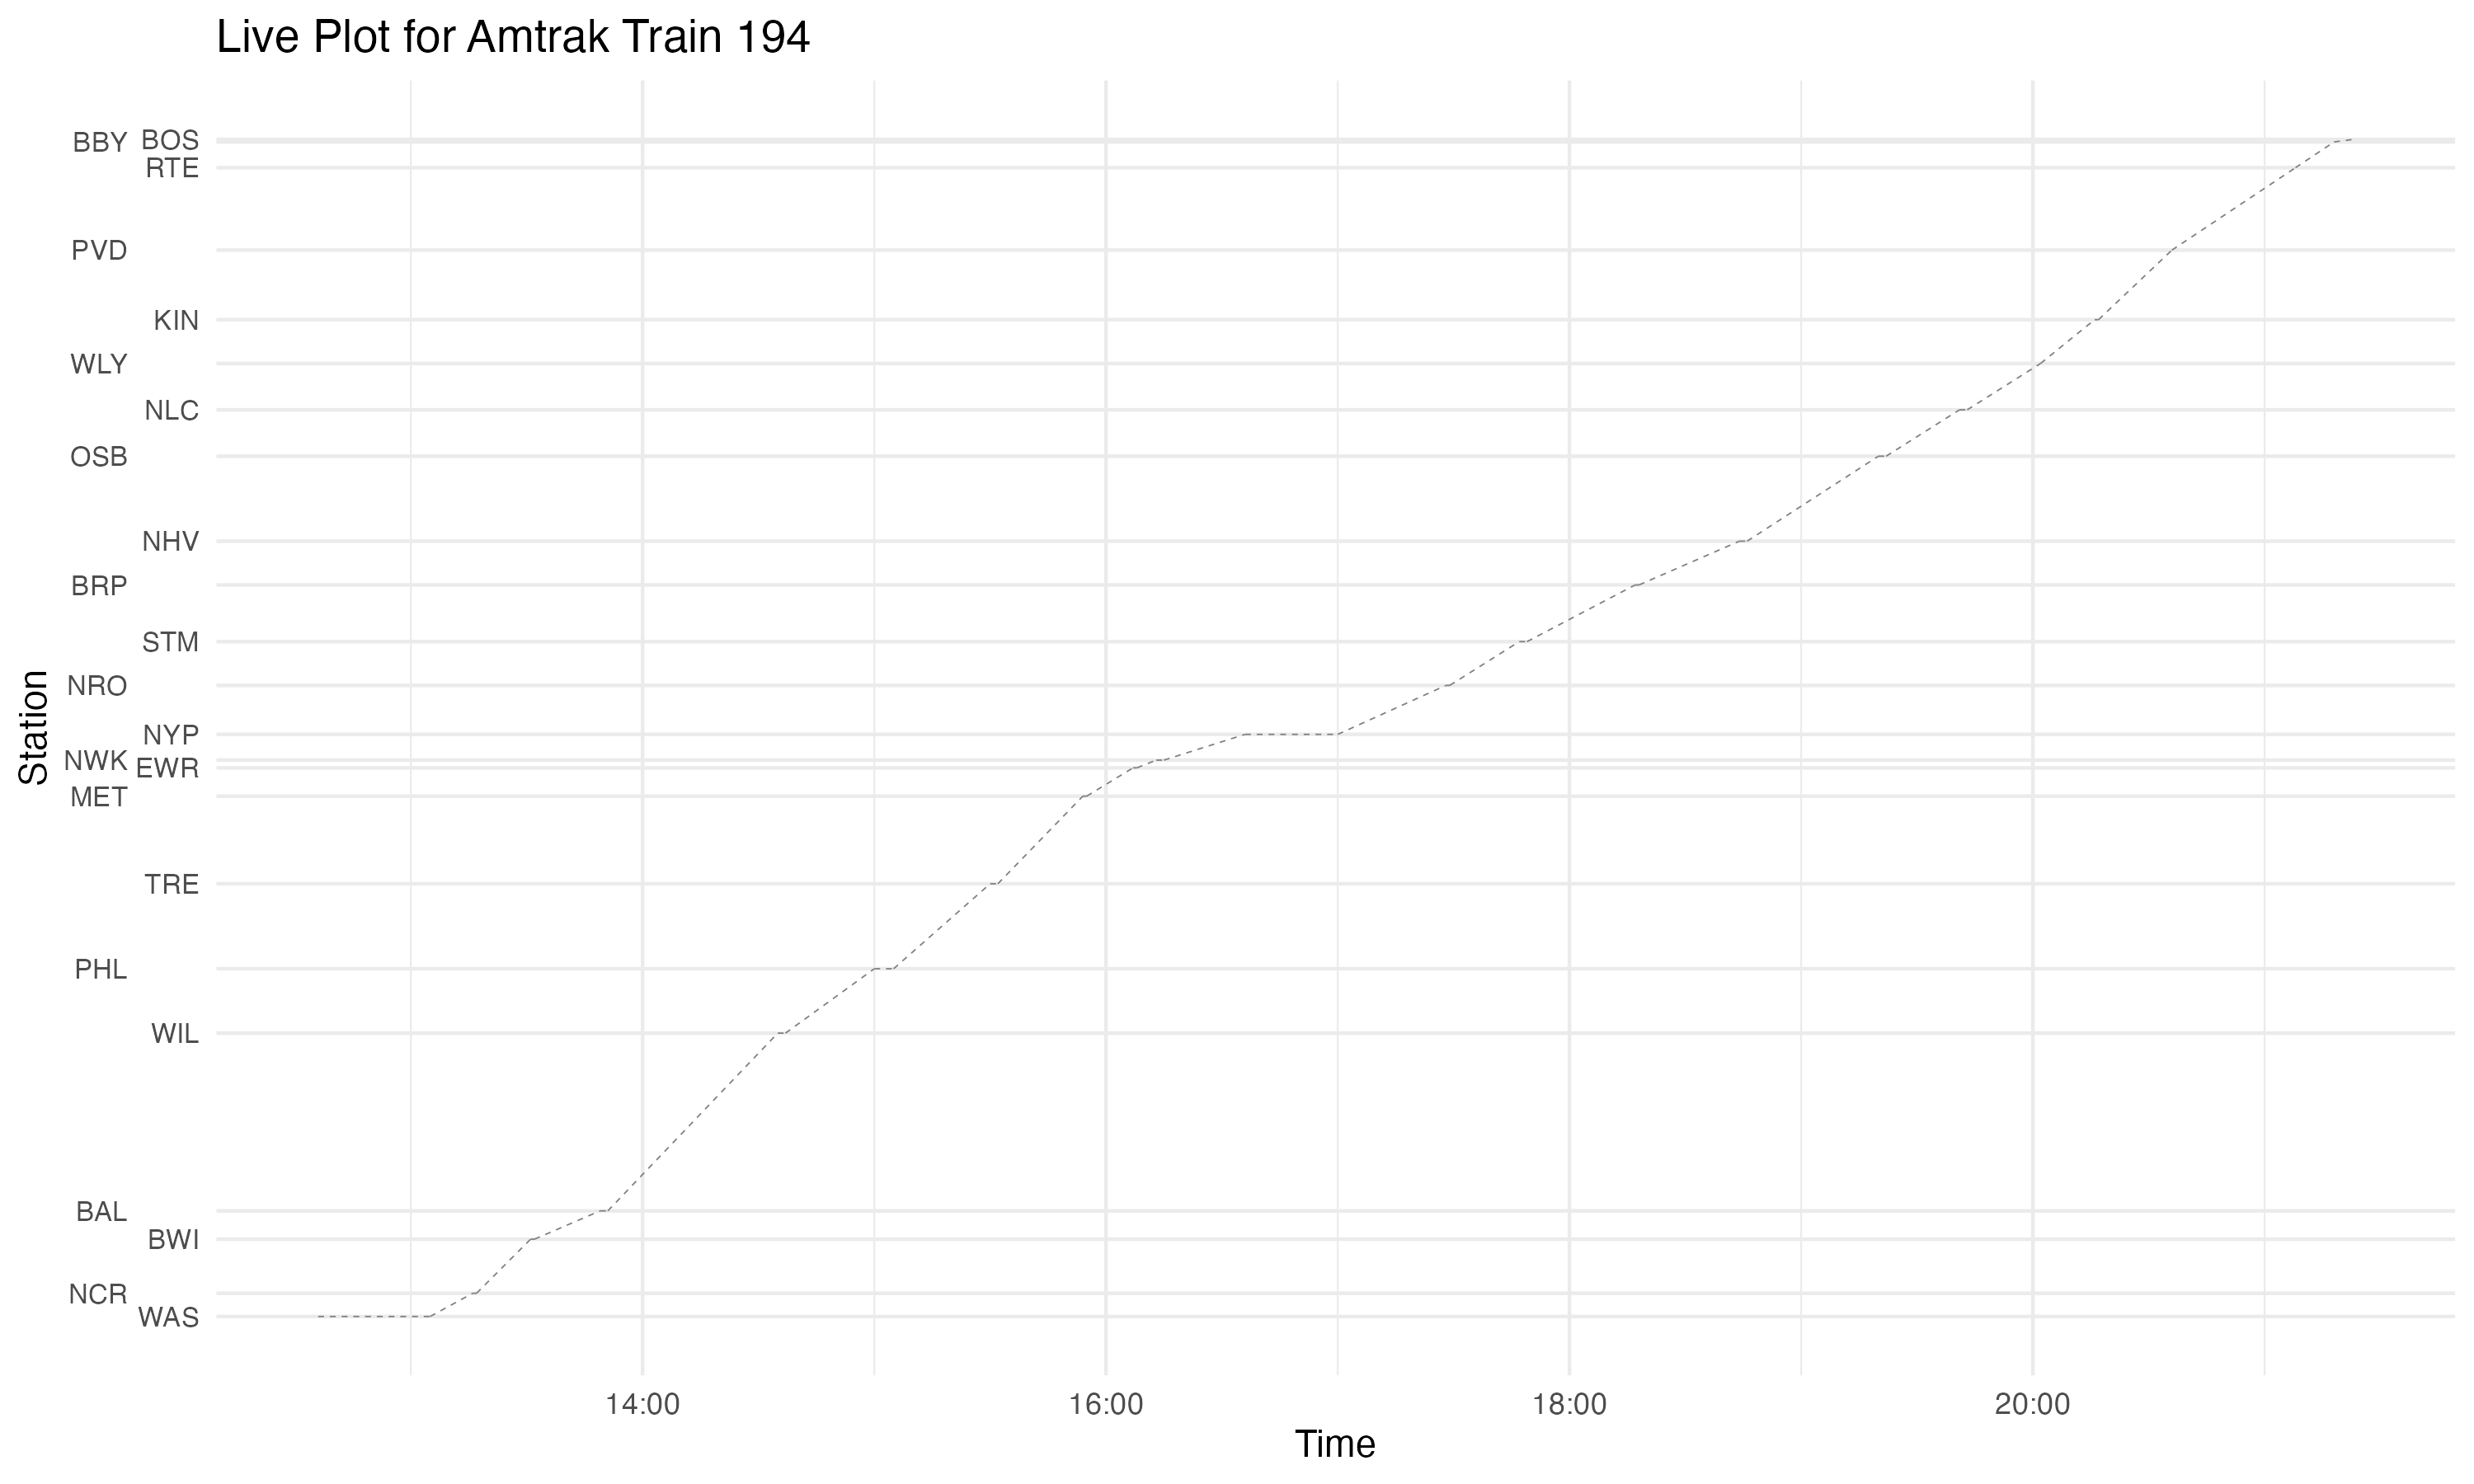 Live Plot for Amtrak Train 194
BBY BOS
RTE
PVD
KIN
WLY
NLC
OSB
NHV
BRP
STM
NRO
NYP
NWK EWR
MET
TRE
PHL
WIL
BAL
BWI
NCR
WAS
Station
14:00 16:00 18:00 20:00
Time